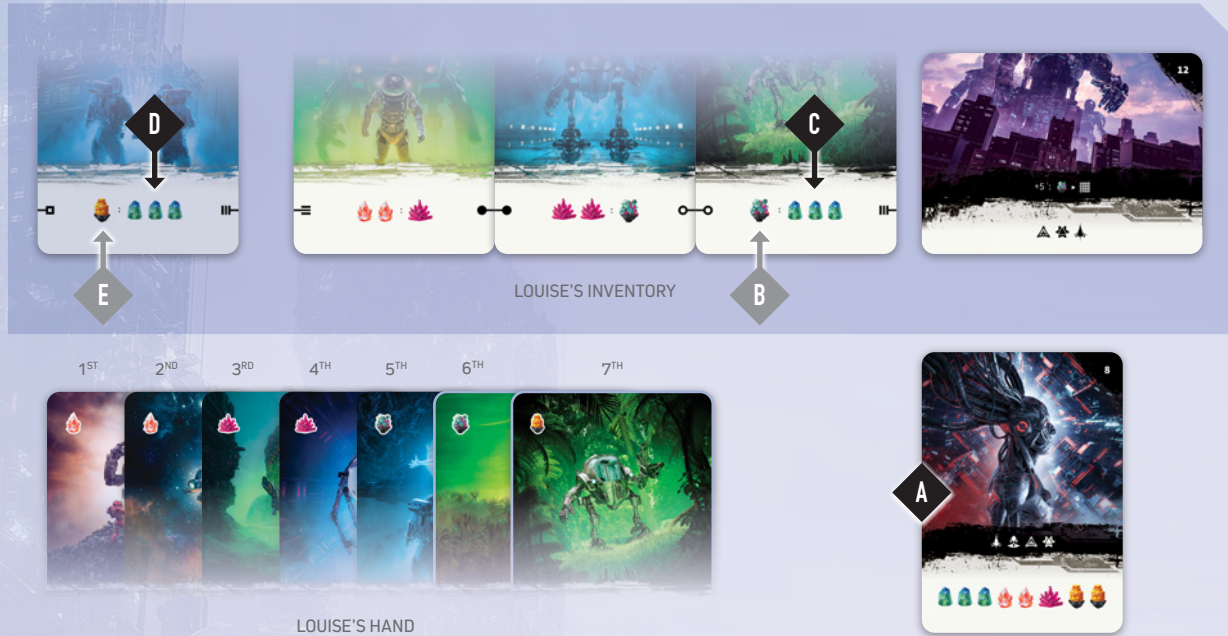 D
C
12
:
:
:
:
+5 :
E
B
LOUISE'S INVENTORY
1ST 2ND 3RD 4TH 5TH 6TH 7TH
8
A
LOUISE'S HAND